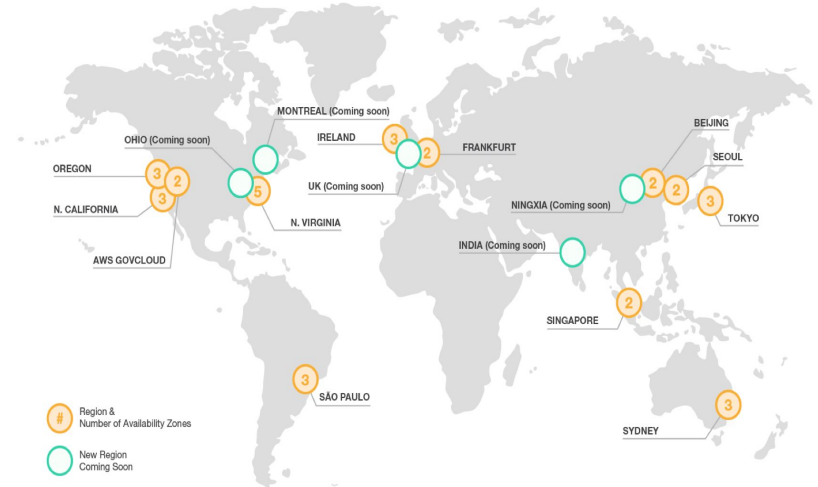 MONTREAL (Coming soon)
OHIO (Coming soon)
IRELAND
3
2
FRANKFURT
BEIJING
SEOUL
OREGON
3
2
3
5
UK (Coming soon)
NINGXIA (Coming soon)
2
2
3
TOKYO
N. CALIFORNIA
N. VIRGINIA
AWS GOVCLOUD
INDIA (Coming soon)
2
SINGAPORE
3
SÃO PAULO
3
SYDNEY
#
Region &
Number of Availability Zones
New Region
Coming Soon